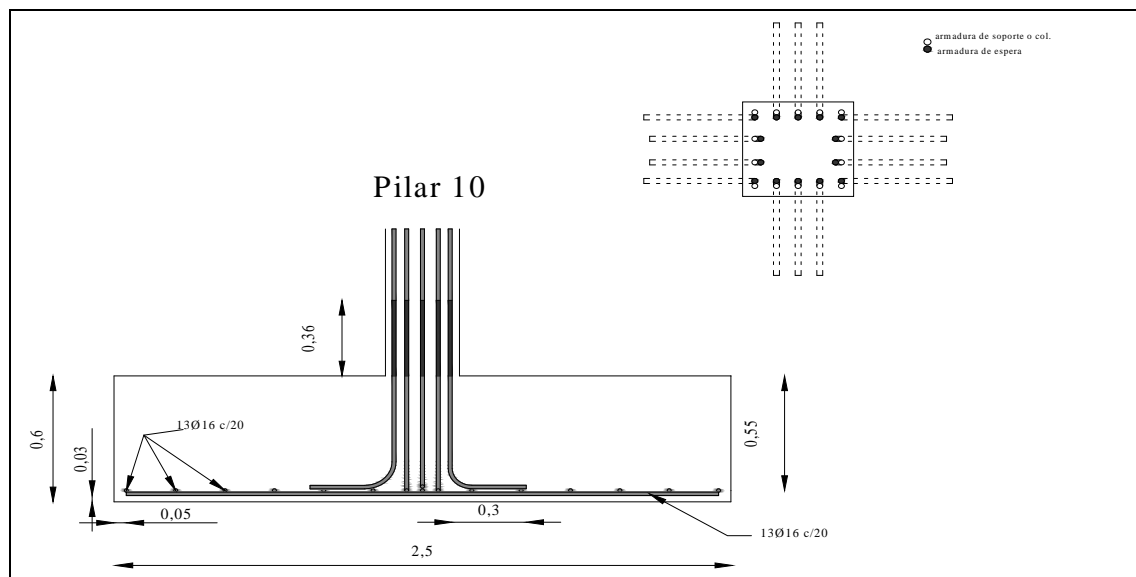 armadura de soporte o col.
armadura de espera
Pilar 10
0,36
13Ø16 c/20
0,6
0,03
0,55
0,05
0,3
13Ø16 c/20
2,5